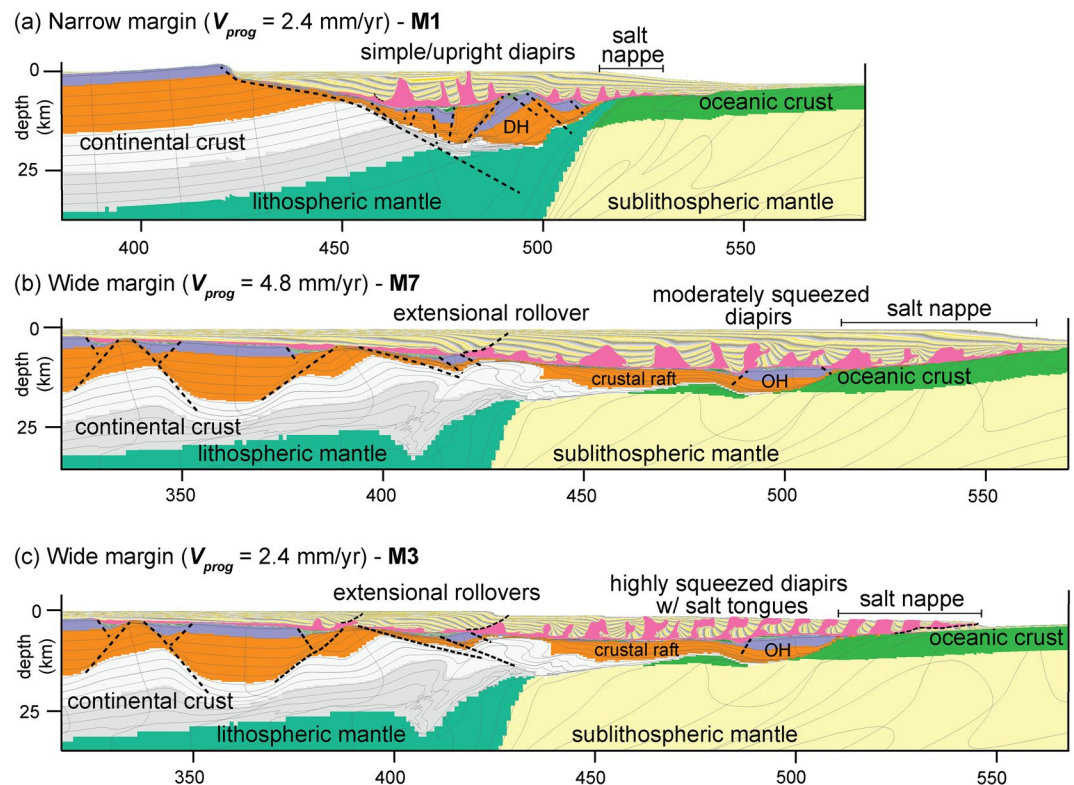 (a) Narrow margin (Vprog = 2.4 mm/yr) - M1
simple/upright diapirs
salt
nappe
0
depth
(km)
25
continental crust
DH
oceanic crust
lithospheric mantle
sublithospheric mantle
400
450
500
550
(b) Wide margin (Vprog = 4.8 mm/yr) - M7
extensional rollover
moderately squeezed
diapirs
salt nappe
0
depth
(km)
25
crustal raft
OH
oceanic crust
continental crust
lithospheric mantle
sublithospheric mantle
350
400
450
500
550
(c) Wide margin (Vprog = 2.4 mm/yr) - M3
extensional rollovers
highly squeezed diapirs
w/ salt tongues
salt nappe
0
depth
(km)
25
crustal raft
OH
oceanic crust
continental crust
lithospheric mantle
sublithospheric mantle
350
400
450
500
550